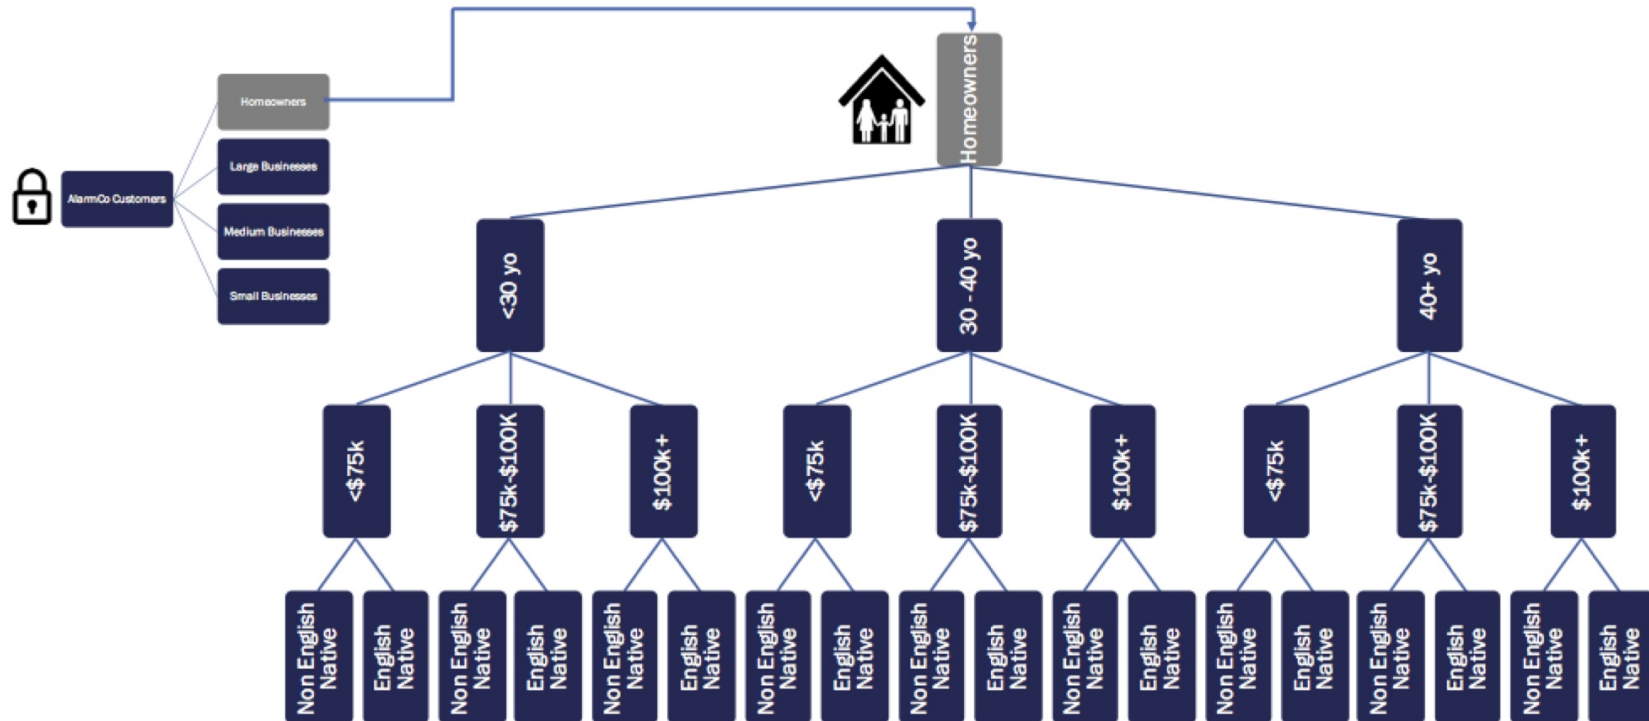 Homeowners
Large Businesses
AlarmCo Customers
Medium Businesses
Small Businesses
Homeowners
<30 yo
30 - 40 yo
40+ yo
<$75k
$75k-$100K
$100k+
<$75k
$75k-$100K
$100k+
<$75k
$75k-$100K
$100k+
Non English
Native
English
Native
Non English
Native
English
Native
Non English
Native
English
Native
Non English
Native
English
Native
Non English
Native
English
Native
Non English
Native
English
Native
Non English
Native
English
Native
Non English
Native
English
Native
Non English
Native
English
Native